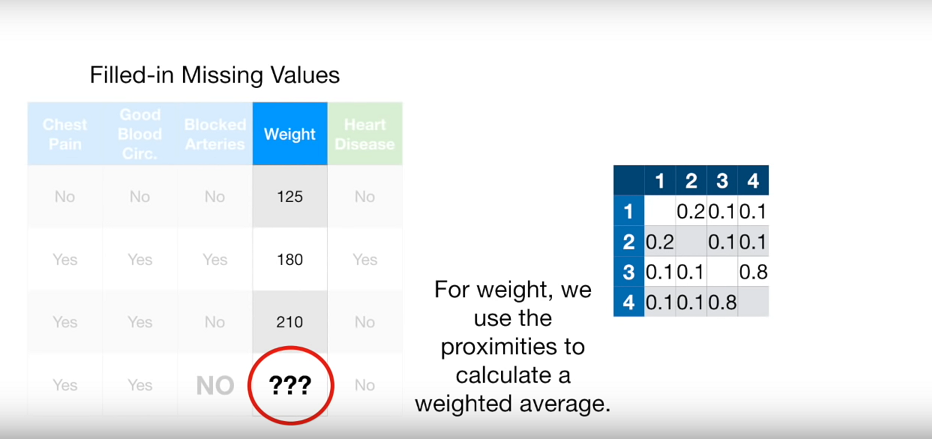 Filled-in Missing Values
Chest Pain Good Blood Circ. Blocked Arteries Weight Heart Disease
No No No 125 No
Yes Yes Yes 180 Yes
Yes Yes No 210 No
Yes Yes NO ??? No
For weight, we
use the
proximities to
calculate a
weighted average.
1 2 3 4
1 0.2 0.1 0.1
2 0.2 0.1 0.1
3 0.1 0.1 0.8
4 0.1 0.1 0.8